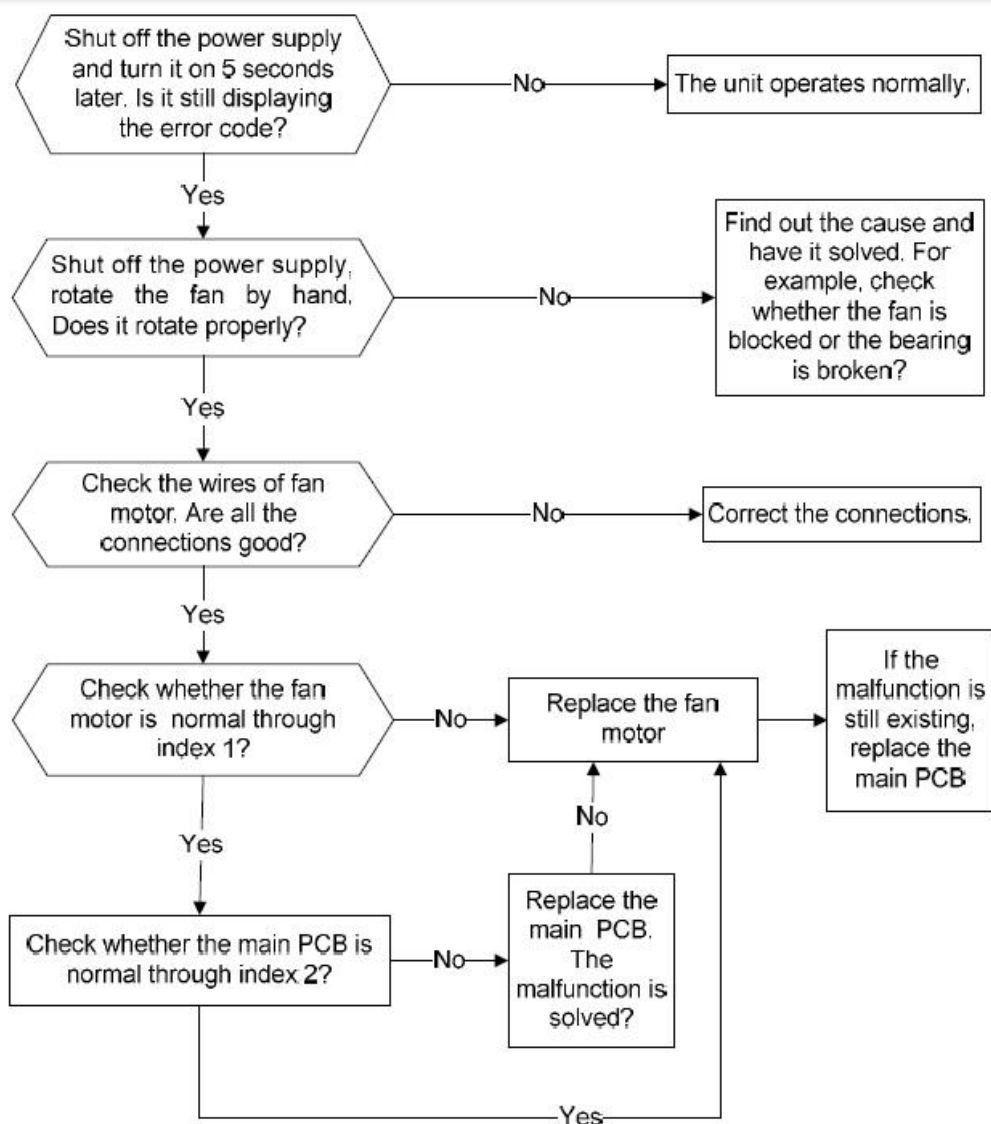 Shut off the power supply
and turn it on 5 seconds
later. Is it still displaying
the error code?
No
The unit operates normally.
Yes
Shut off the power supply,
rotate the fan by hand.
Does it rotate properly?
No
Find out the cause and
have it solved. For
example, check
whether the fan is
blocked or the bearing
is broken?
Yes
Check the wires of fan
motor. Are all the
connections good?
No
Correct the connections.
Yes
Check whether the fan
motor is normal through
index 1?
No
Replace the fan
motor
If the
malfunction is
still existing,
replace the
main PCB
Yes
No
Check whether the main PCB is
normal through index 2?
No
Replace the
main PCB.
The
malfunction is
solved?
Yes